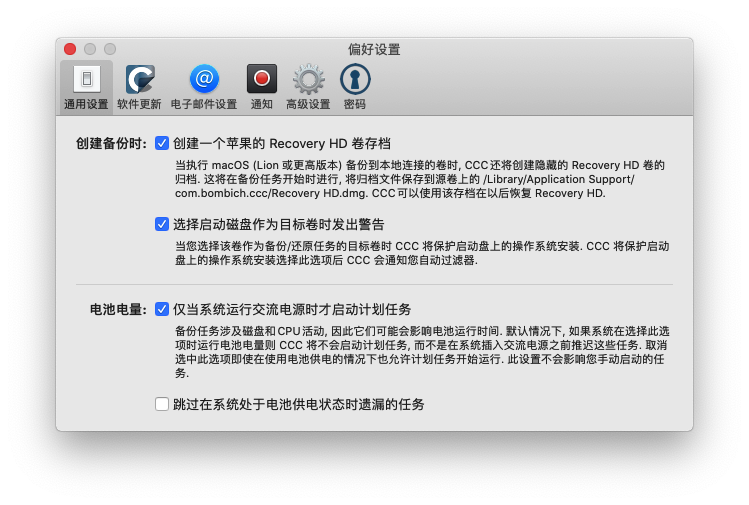 偏好设置
通用设置 软件更新 电子邮件设置 通知 高级设置 密码
创建备份时: 创建一个苹果的 Recovery HD 卷存档
当执行 macOS (Lion 或更高版本) 备份到本地连接的卷时, CCC 还将创建隐藏的 Recovery HD 卷的
归档. 这将在备份任务开始时进行, 将归档文件保存到源卷上的 /Library/Application Support/
com.bombich.ccc/Recovery HD.dmg. CCC 可以使用该存档在以后恢复 Recovery HD.
选择启动磁盘作为目标卷时发出警告
当您选择该卷作为备份/还原任务的目标卷时 CCC 将保护启动盘上的操作系统安装. CCC 将保护启动
盘上的操作系统安装选择此选项后 CCC 会通知您自动过滤器.
电池电量: 仅当系统运行交流电源时才启动计划任务
备份任务涉及磁盘和CPU活动, 因此它们可能会影响电池运行时间. 默认情况下, 如果系统在选择此选
项时运行电池电量则 CCC 将不会启动计划任务, 而不是在系统插入交流电源之前推迟这些任务. 取消
选中此选项即使在使用电池供电的情况下也允许计划任务开始运行. 此设置不会影响您手动启动的任
务.
跳过在系统处于电池供电状态时遗漏的任务